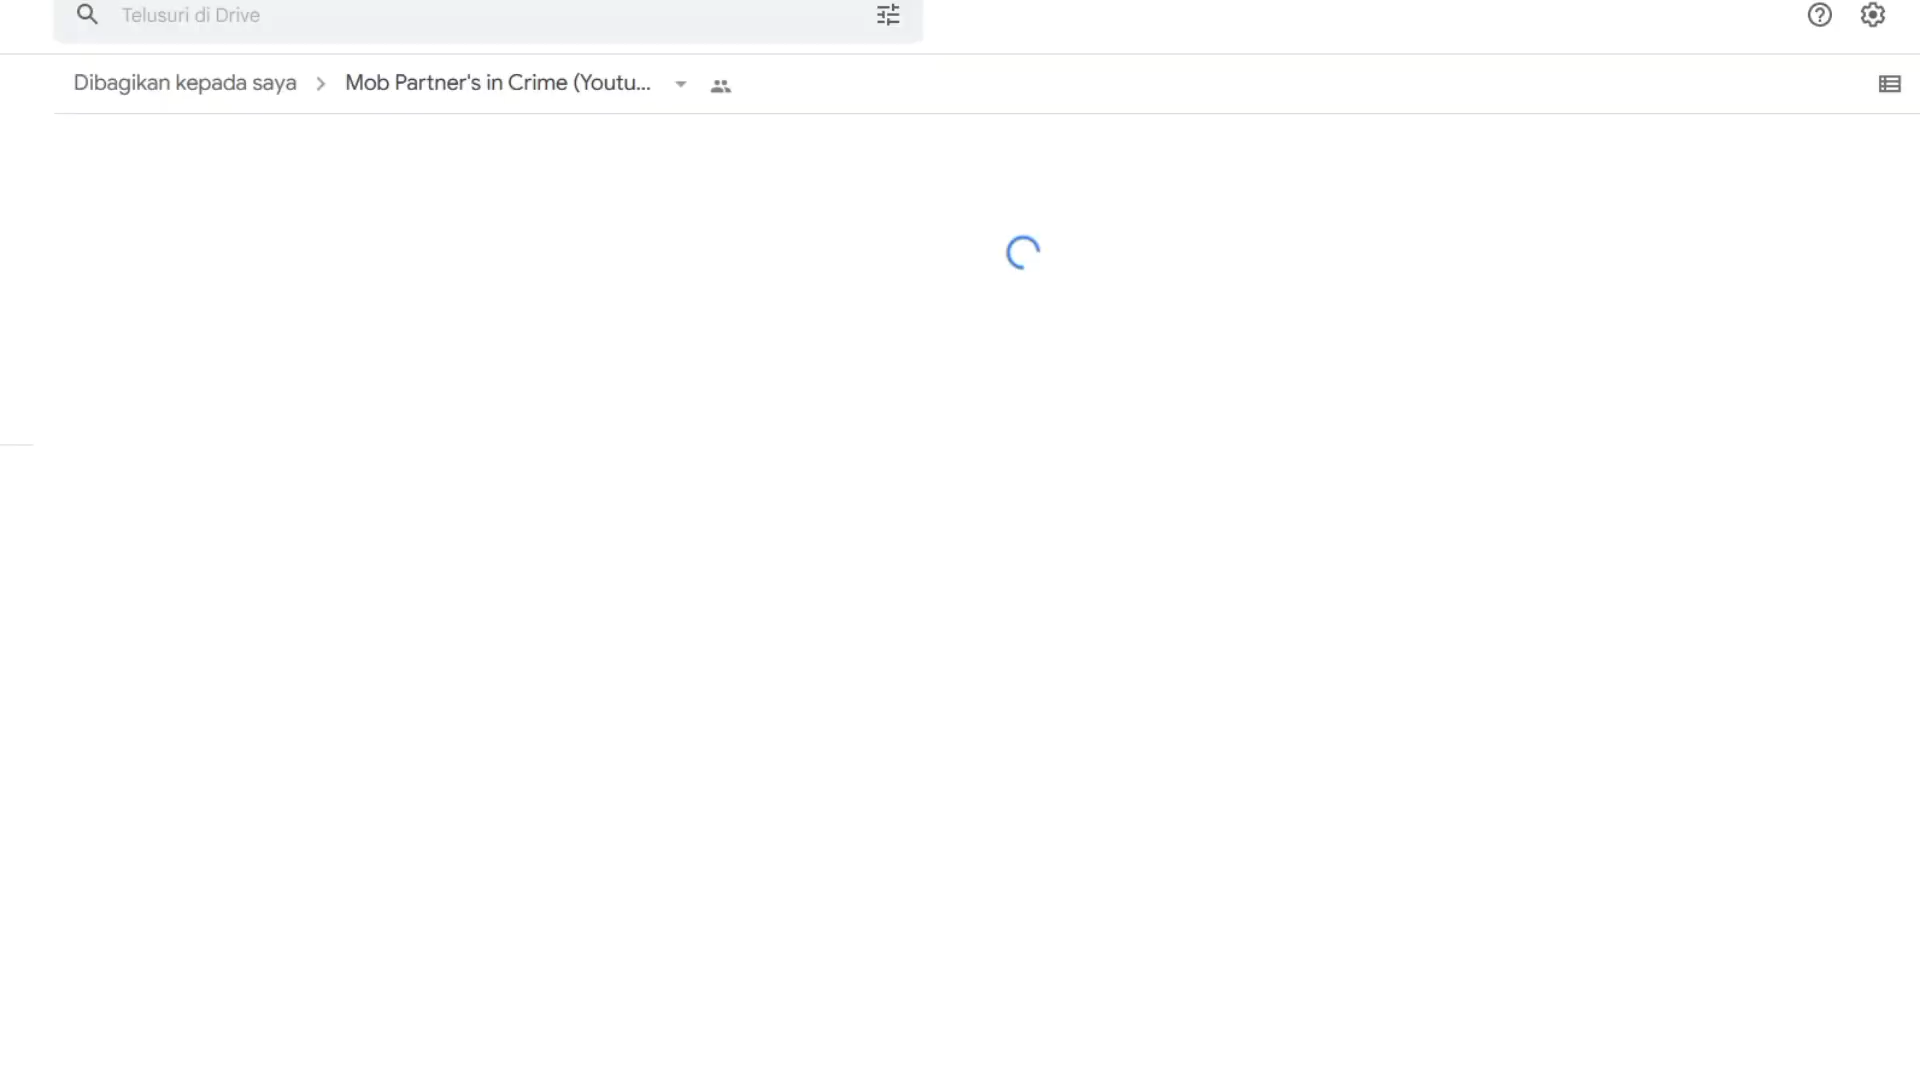 Telusuri di Drive
Dibagikan kepada saya > Mob Partner's in Crime (Youtu...